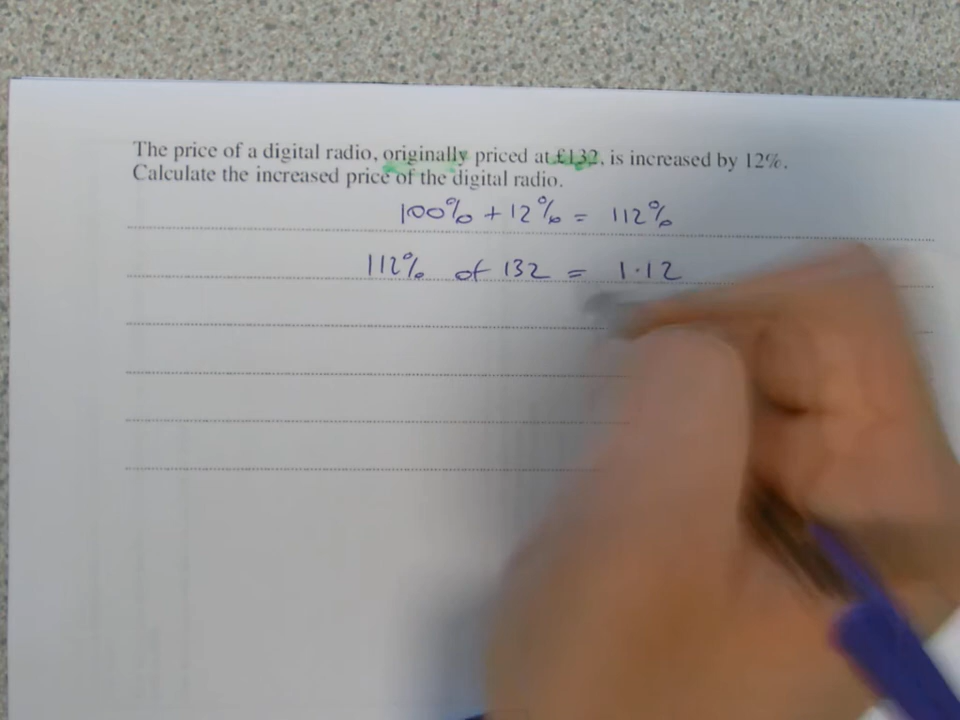 The price of a digital radio, originally priced at £132, is increased by 12%.
Calculate the increased price of the digital radio.
100% + 12% = 112%
112% of 132 = 1.12